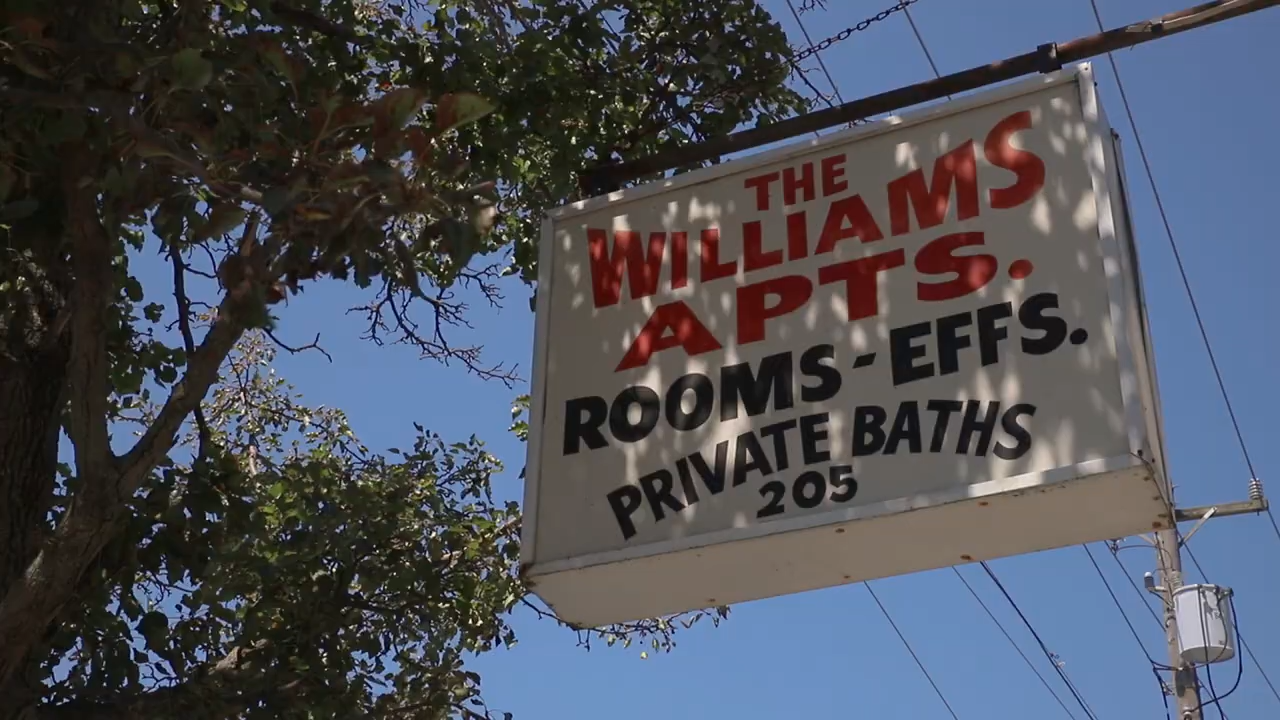 THE
WILLIAMS
APTS.
ROOMS-EFFS.
PRIVATE BATHS
205